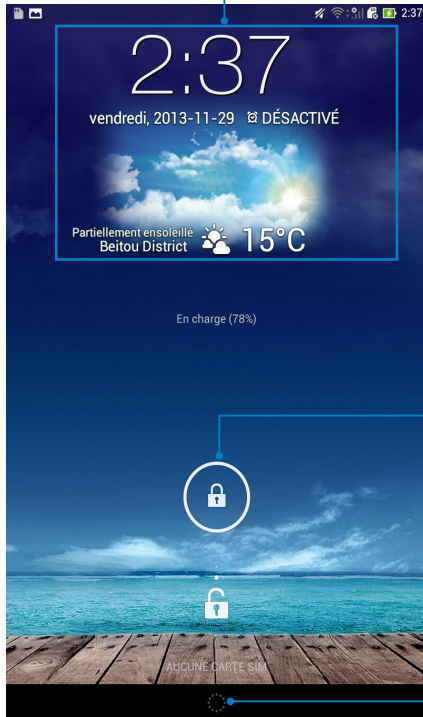 2:37
2:37
vendredi, 2013-11-29 DÉSACTIVÉ
Partiellement ensoleillé
Beitou District 15°C
En charge (78%)
AUCUNE CARTE SIM